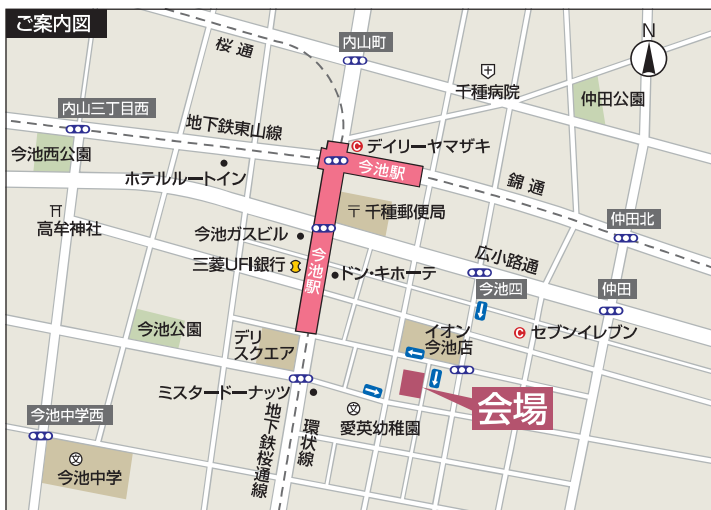 ご案内図
桜通
内山町
N
千種病院
仲田公園
内山三丁目西
地下鉄東山線
デイリーヤマザキ
今池西公園
今池駅
ホテルルートイン
錦通
〒千種郵便局
高牟神社
仲田北
今池ガスビル
広小路通
三菱UFJ銀行
今池駅
ドン・キホーテ
今池四
仲田
今池公園
デリ
スクエア
イオン
今池店
セブンイレブン
ミスタードーナッツ
会場
今池中学西
愛英幼稚園
地下鉄桜通線
環状線
今池中学